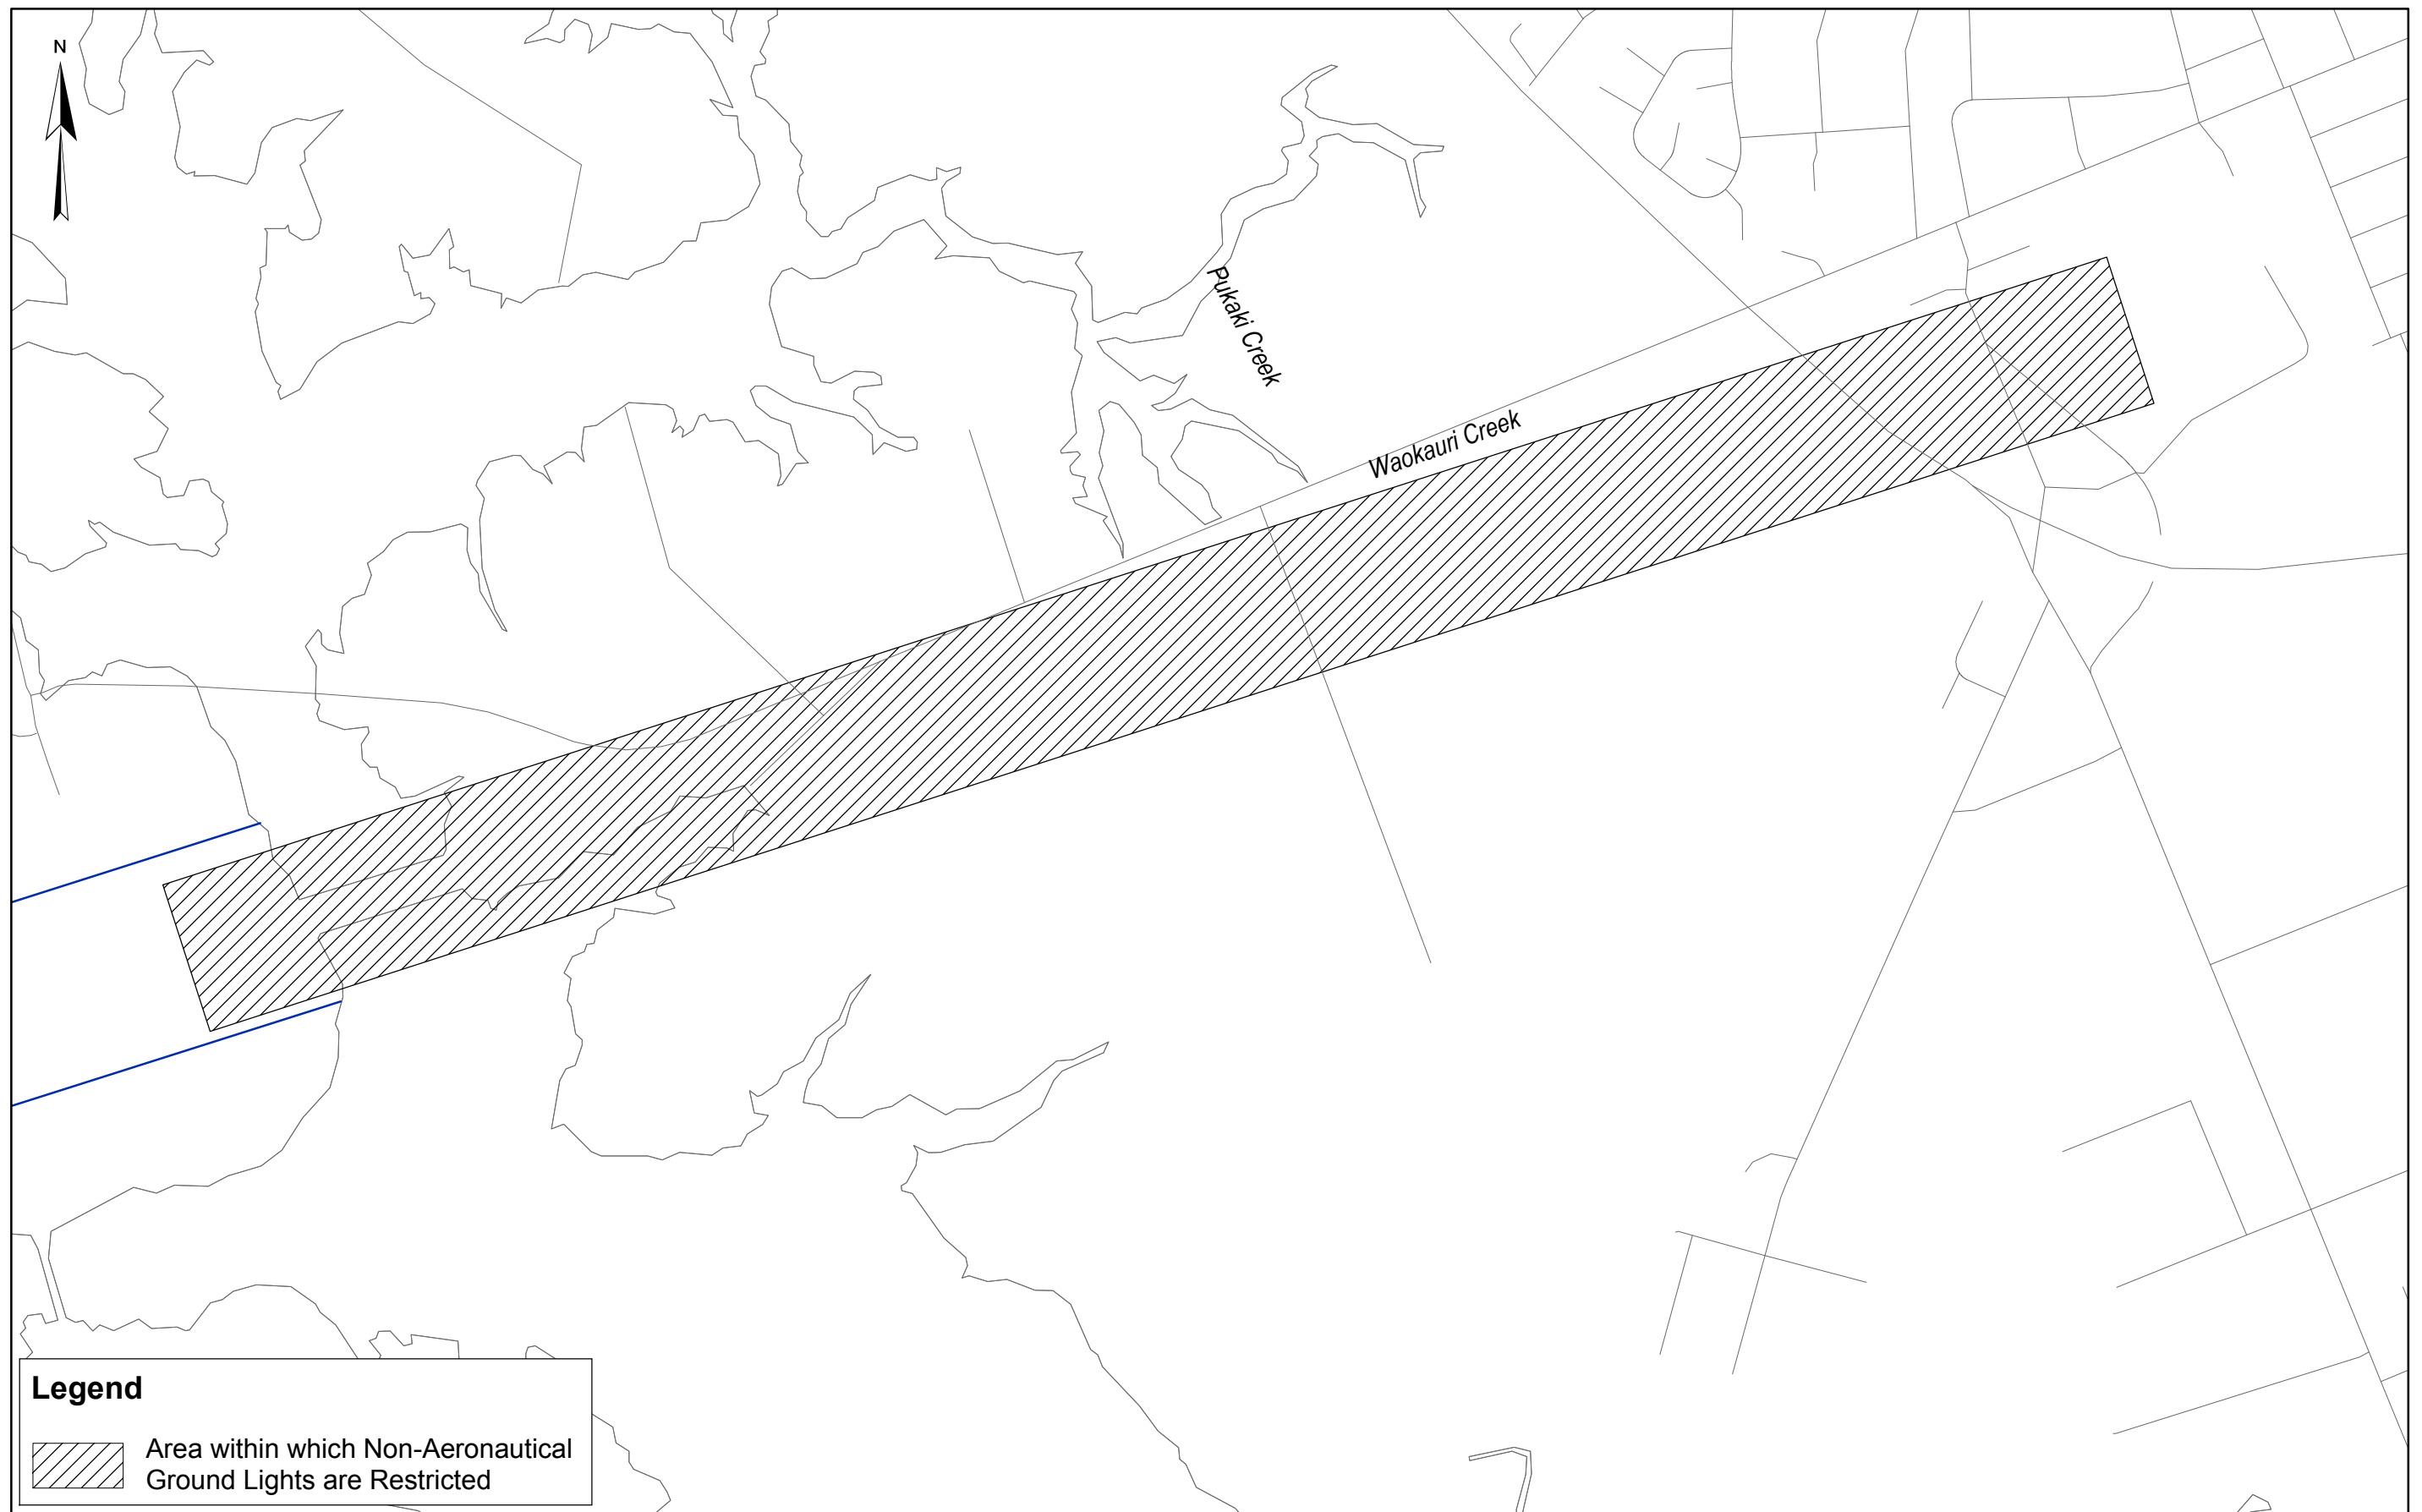 N
Pukaki Creek
Waokauri Creek
Legend
Area within which Non-Aeronautical
Ground Lights are Restricted